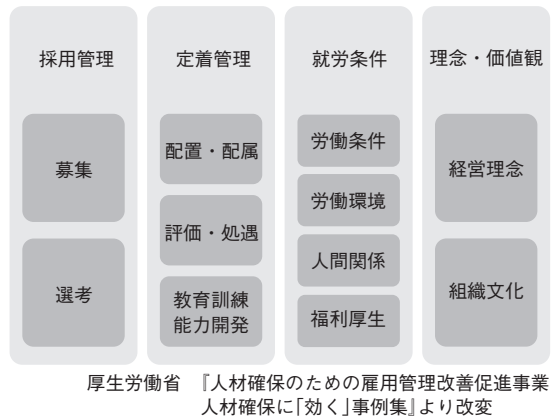 採用管理
募集
選考
定着管理
配置・配属
評価・処遇
教育訓練
能力開発
就労条件
労働条件
労働環境
人間関係
福利厚生
理念・価値観
経営理念
組織文化
厚生労働省 『人材確保のための雇用管理改善促進事業
人材確保に「効く」事例集』より改変